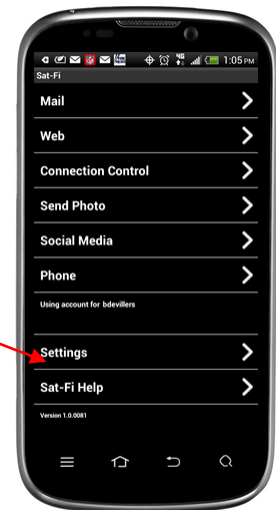 4G 1:05 PM
Sat-Fi
Mail
Web
Connection Control
Send Photo
Social Media
Phone
Using account for bdevillers
Settings
Sat-Fi Help
Version 1.0.0081